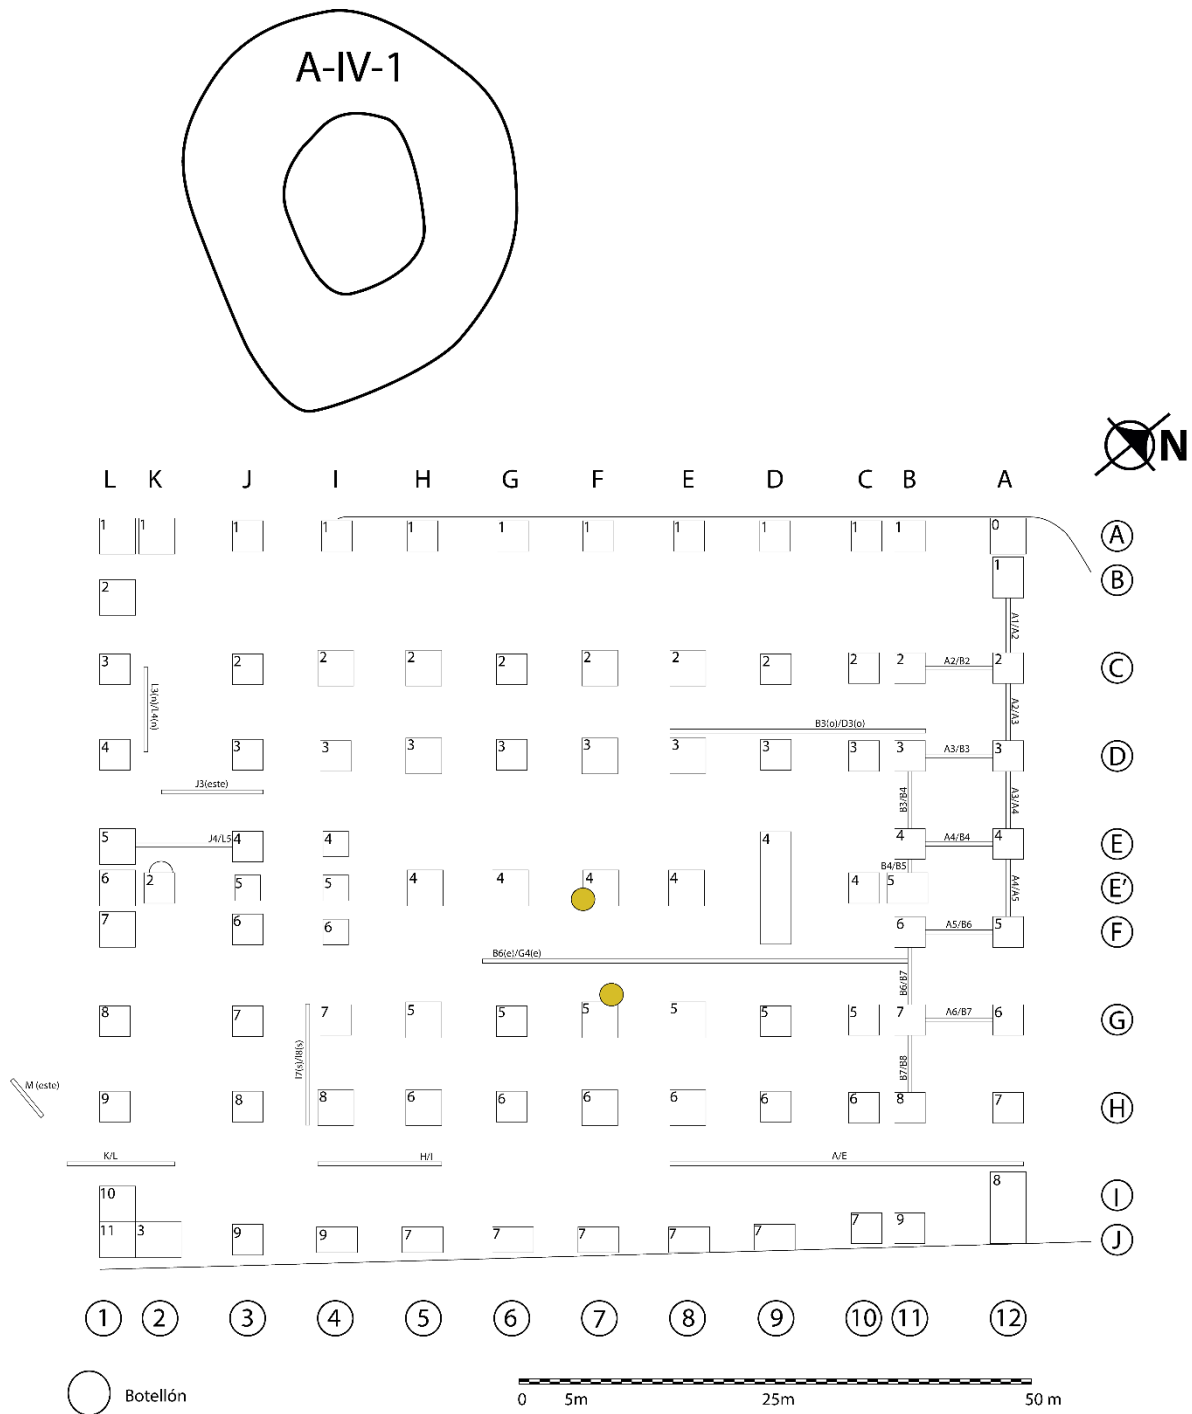 A-IV-1
N
L K J I H G F E D C B A
1 1 1 1 1 1 1 1 1 1 1 0 A
1 B
2
A1/A2
3 2 2 2 2 2 2 2 2 2 A2/B2 2 C
L3(n)/L4(n)
A2/A3
B3(o)/D3(o)
4 3 3 3 3 3 3 3 3 3 A3/B3 3 D
J3(este)
B3/B4
A3/A4
5 J4/L5 4 4 4 4 A4/B4 4 E
B4/B5
6 2 5 5 4 4 4 4 4 5 E'
A4/A5
7 6 6 6 A5/B6 5 F
B6(e)/G4(e)
B6/B7
8 7 7 5 5 5 5 5 5 7 A6/B7 6 G
I7(s)/I8(s)
B7/B8
M (este)
9 8 8 6 6 6 6 6 6 8 7 H
K/L H/I A/E
10 8 I
11 3 9 9 7 7 7 7 7 7 9 J
1 2 3 4 5 6 7 8 9 10 11 12
Botellón
0 5m 25m 50 m